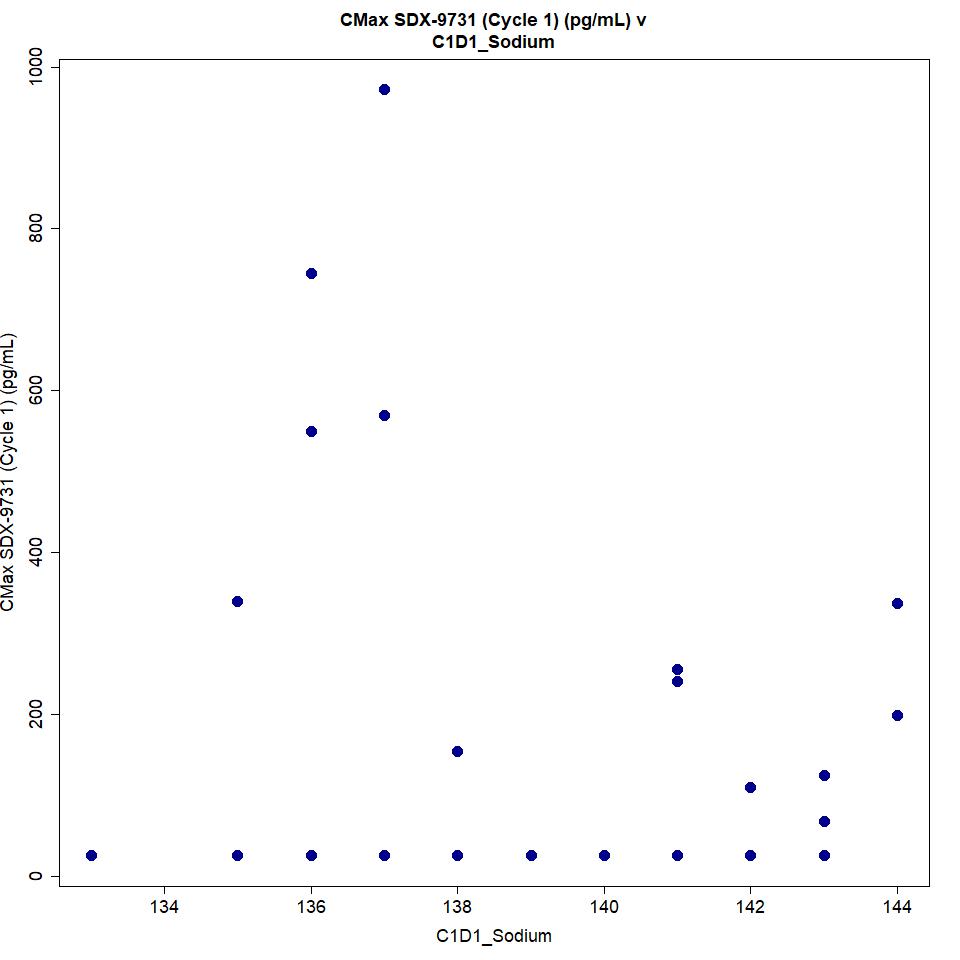 CMax SDX-9731 (Cycle 1) (pg/mL) v
C1D1_Sodium
1000
800
600
400
200
0
CMax SDX-9731 (Cycle 1) (pg/mL)
134 136 138 140 142 144
C1D1_Sodium